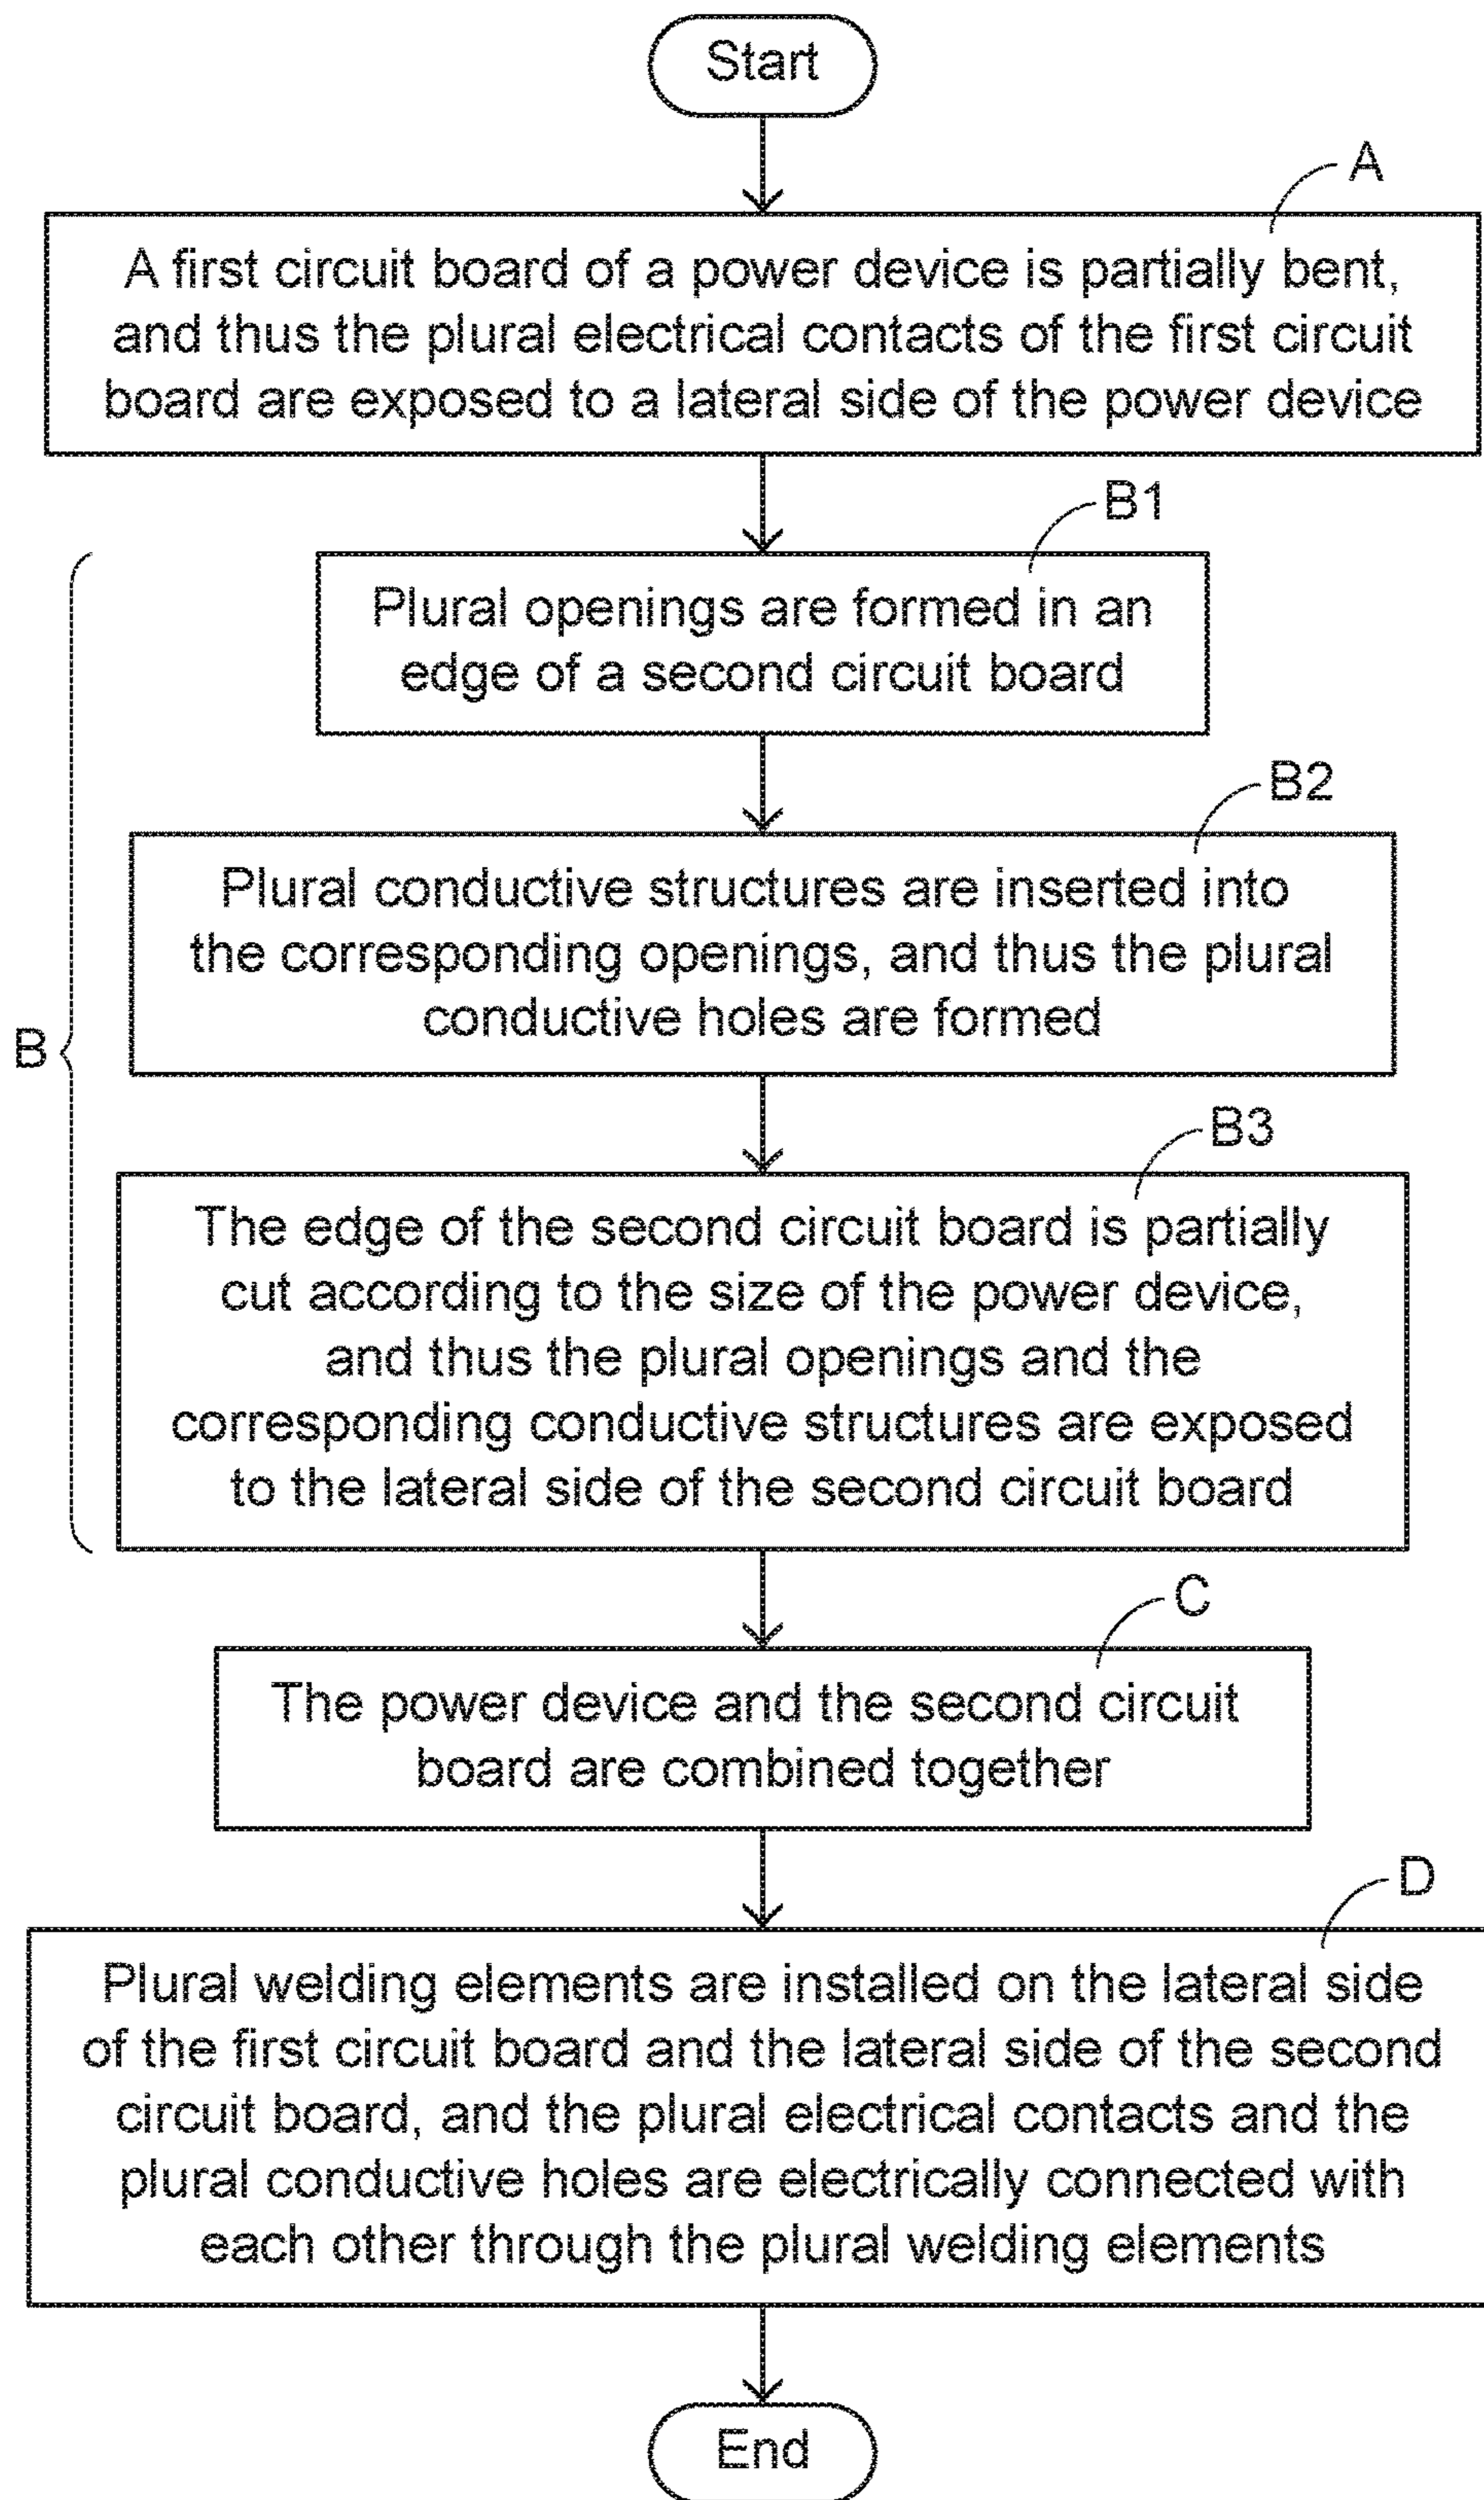 Start
A
A first circuit board of a power device is partially bent,
and thus the plural electrical contacts of the first circuit
board are exposed to a lateral side of the power device
B1
Plural openings are formed in an
edge of a second circuit board
B2
Plural conductive structures are inserted into
the corresponding openings, and thus the plural
conductive holes are formed
B
B3
The edge of the second circuit board is partially
cut according to the size of the power device,
and thus the plural openings and the
corresponding conductive structures are exposed
to the lateral side of the second circuit board
C
The power device and the second circuit
board are combined together
D
Plural welding elements are installed on the lateral side
of the first circuit board and the lateral side of the second
circuit board, and the plural electrical contacts and the
plural conductive holes are electrically connected with
each other through the plural welding elements
End